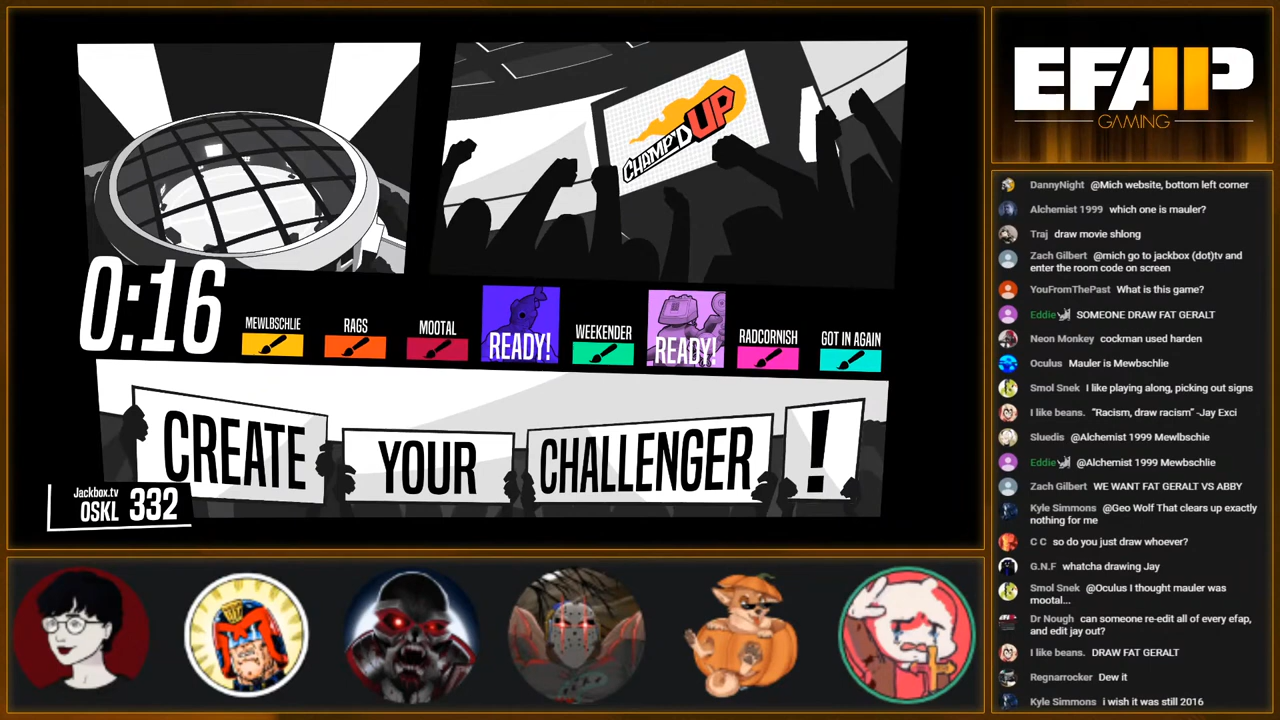 CHAMP'D UP
0:16
MEWLBSCHLIE
RAGS
MOOTAL
READY!
WEEKENDER
READY!
RADCORNISH
GOT IN AGAIN
CREATE
YOUR
CHALLENGER
!
Jackbox.tv
OSKL 332
EFAP
GAMING
DannyNight @Mich website, bottom left corner
Alchemist 1999 which one is mauler?
Traj draw movie shlong
Zach Gilbert @mich go to jackbox (dot)tv and
enter the room code on screen
YouFromThePast What is this game?
Eddie SOMEONE DRAW FAT GERALT
Neon Monkey cockman used harden
Oculus Mauler is Mewbschlie
Smol Snek I like playing along, picking out signs
I like beans. “Racism, draw racism” -Jay Exci
Sluedis @Alchemist 1999 Mewlbschie
Eddie @Alchemist 1999 Mewbschlie
Zach Gilbert WE WANT FAT GERALT VS ABBY
Kyle Simmons @Geo Wolf That clears up exactly
nothing for me
C C so do you just draw whoever?
G.N.F whatcha drawing Jay
Smol Snek @Oculus I thought mauler was
mootal...
Dr Nough can someone re-edit all of every efap,
and edit jay out?
I like beans. DRAW FAT GERALT
Regnarrocker Dew it
Kyle Simmons i wish it was still 2016